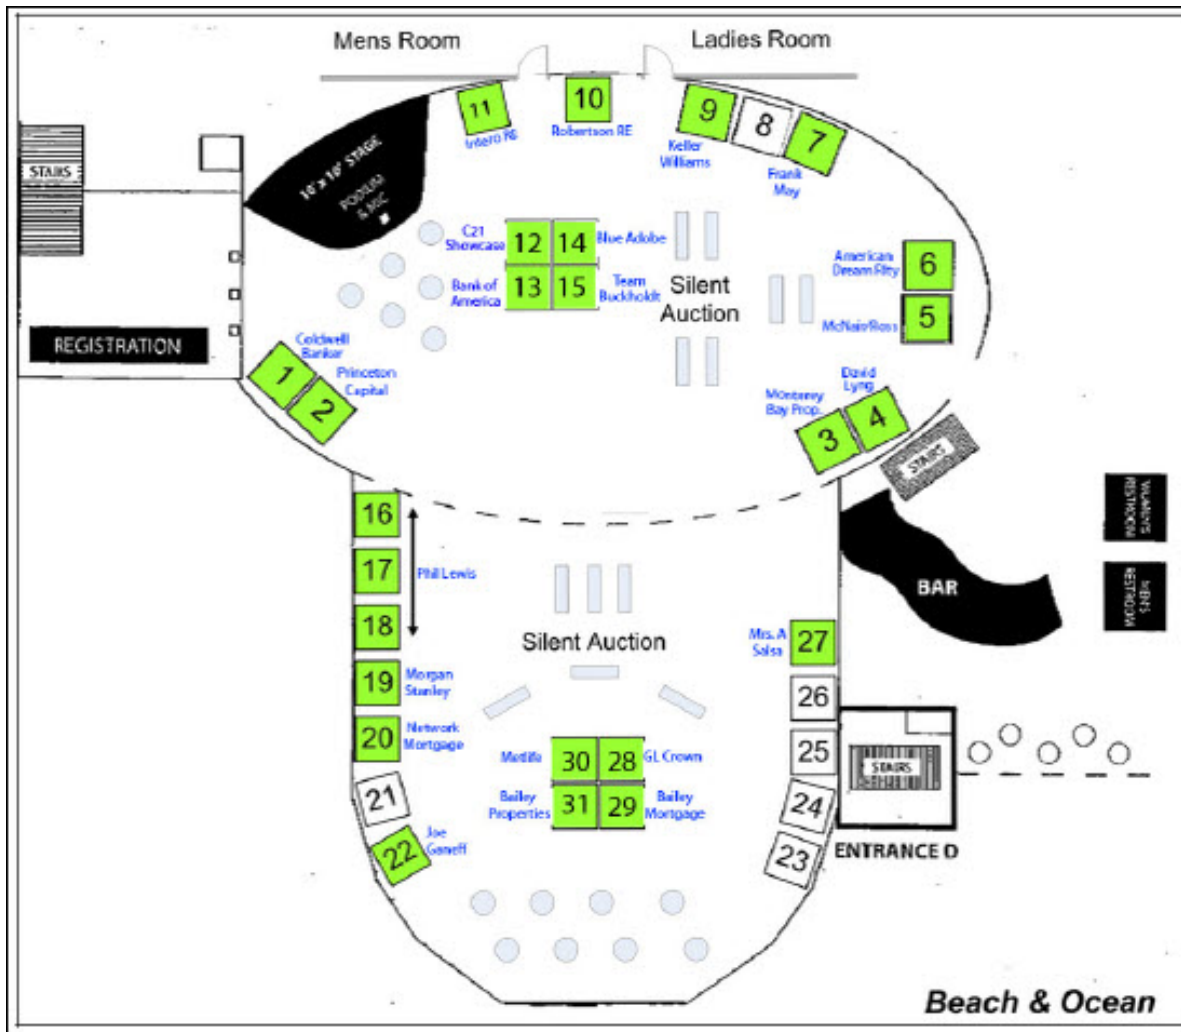 Mens Room
Ladies Room
11
Intero RE
10
Robertson RE
9
Keller
Williams
8
7
Frank
May
STAIRS
10' x 10' STAGE
PODIUM
& MIC
C21
Showcase
12
14
Blue Adobe
Bank of
America
13
15
Team
Buckholdt
Silent
Auction
American
Dream Rlty
6
McNair/Ross
5
REGISTRATION
Coldwell
Banker
1
Princeton
Capital
2
David
Lyng
4
Monterey
Bay Prop.
3
STAIRS
16
17
Phil Lewis
18
WOMEN'S
RESTROOM
MEN'S
RESTROOM
BAR
Silent Auction
Mrs. A
Salsa
27
19
Morgan
Stanley
26
20
Network
Mortgage
25
STAIRS
Metlife
30
28
GL Crown
Bailey
Properties
31
29
Bailey
Mortgage
21
24
22
Joe
Ganeff
23
ENTRANCE D
Beach & Ocean